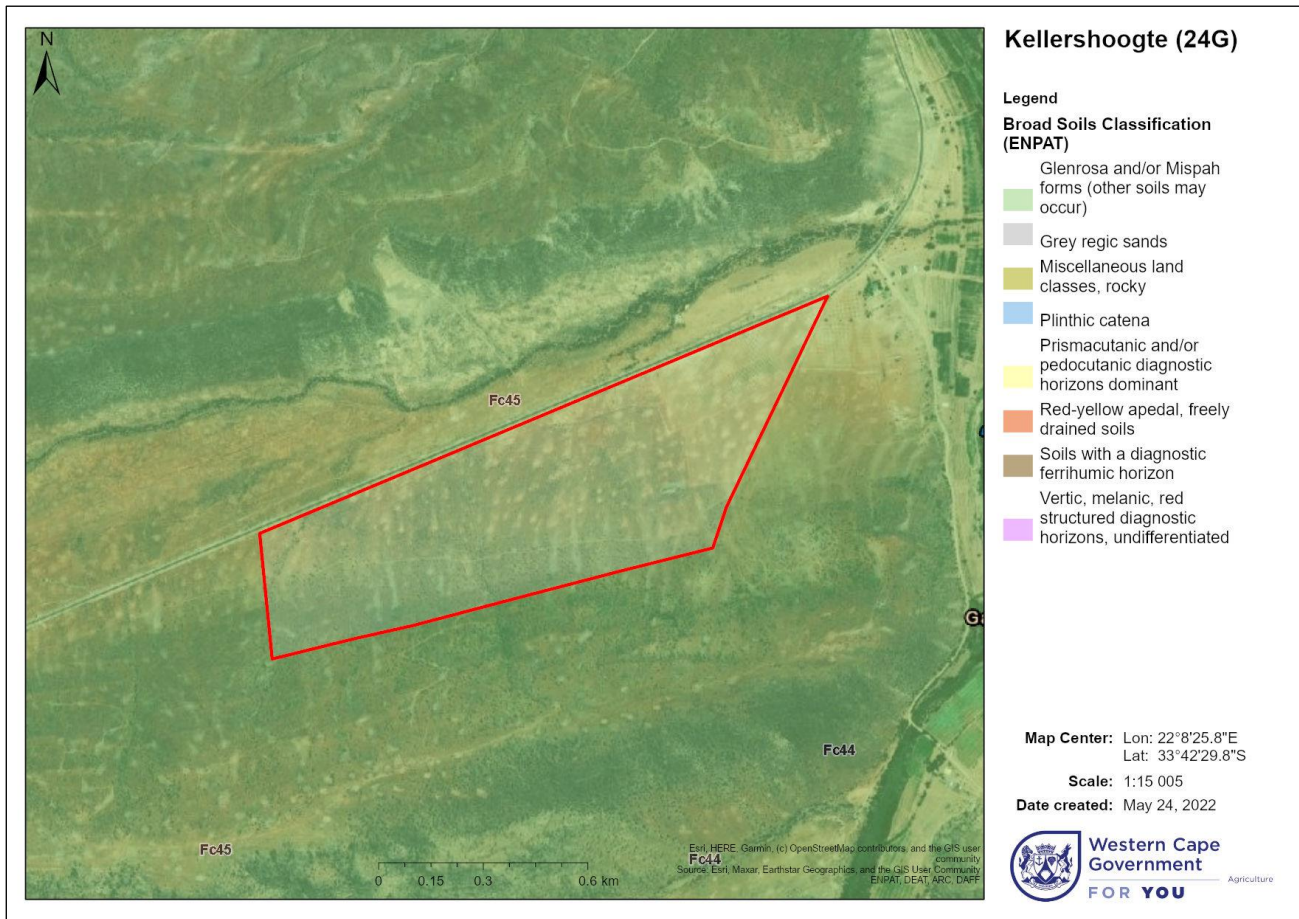 N
Fc45
Fc44
Fc45
Fc44
0 0.15 0.3 0.6 km
Esri, HERE, Garmin, (c) OpenStreetMap contributors, and the GIS user
community
Source: Esri, Maxar, Earthstar Geographics, and the GIS User Community
ENPAT, DEAT, ARC, DAFF
Kellershoogte (24G)
Legend
Broad Soils Classification
(ENPAT)
Glenrosa and/or Mispah
forms (other soils may
occur)
Grey regic sands
Miscellaneous land
classes, rocky
Plinthic catena
Prismacutanic and/or
pedocutanic diagnostic
horizons dominant
Red-yellow apedal, freely
drained soils
Soils with a diagnostic
ferrihumic horizon
Vertic, melanic, red
structured diagnostic
horizons, undifferentiated
Map Center: Lon: 22°8'25.8"E
Lat: 33°42'29.8"S
Scale: 1:15 005
Date created: May 24, 2022
Western Cape
Government
Agriculture
FOR YOU